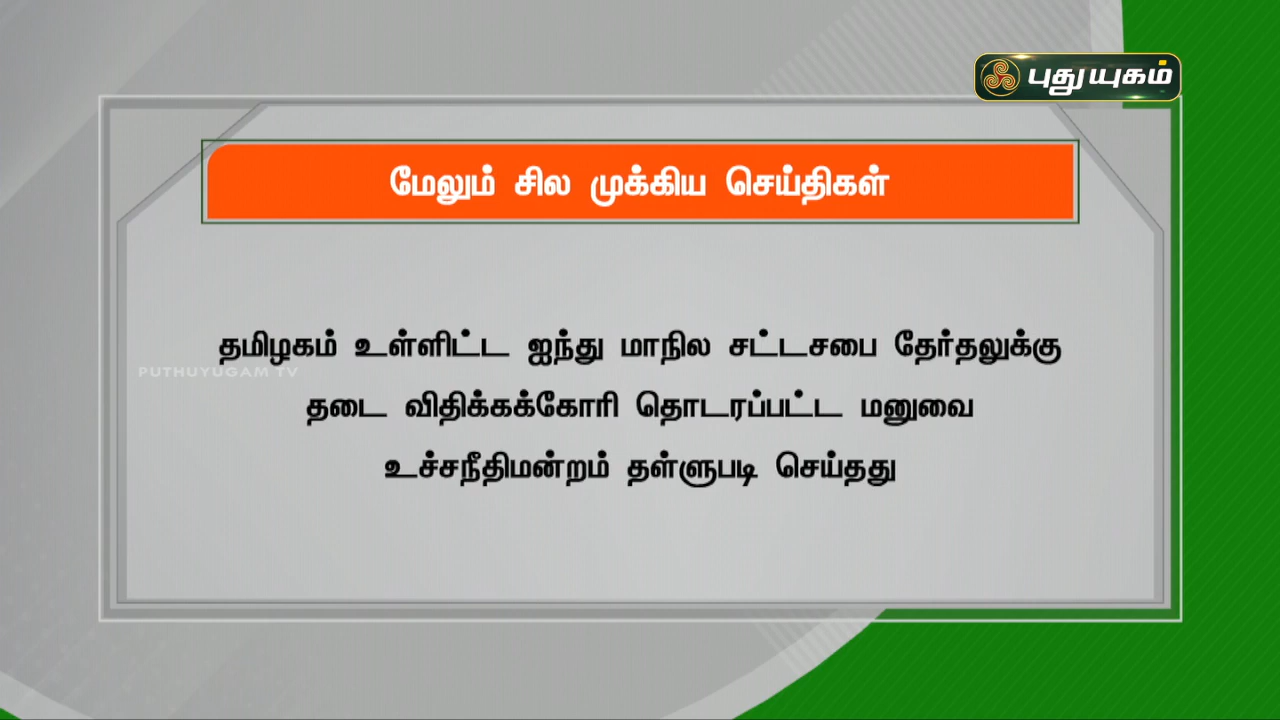 புதுயுகம்
மேலும் சில முக்கிய செய்திகள்
தமிழகம் உள்ளிட்ட ஐந்து மாநில சட்டசபை தேர்தலுக்கு
PUTHUYUGAM TV
தடை விதிக்கக்கோரி தொடரப்பட்ட மனுவை
உச்சநீதிமன்றம் தள்ளுபடி செய்தது